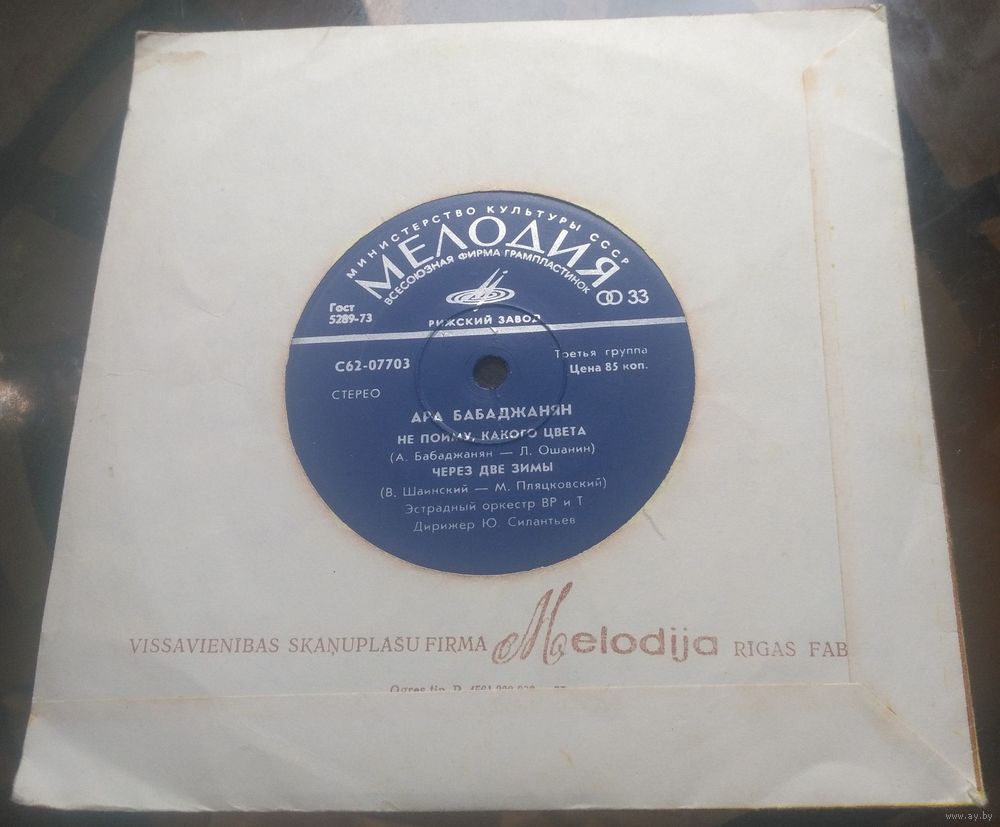 МИНИСТЕРСТВО КУЛЬТУРЫ СССР
МЕЛОДИЯ
ВСЕСОЮЗНАЯ ФИРМА ГРАМПЛАСТИНОК
33
Гост
5289-73
РИЖСКИЙ ЗАВОД
С62-07703
Третья группа
Цена 85 коп.
СТЕРЕО
АРА БАБАДЖАНЯН
НЕ ПОЙМУ, КАКОГО ЦВЕТА
(А. Бабаджанян — Л. Ошанин)
ЧЕРЕЗ ДВЕ ЗИМЫ
(В. Шаинский — М. Пляцковский)
Эстрадный оркестр ВР и Т
Дирижер Ю. Силантьев
VISSAVIENĪBAS SKAŅUPLAŠU FIRMA Melodija RĪGAS FAB
www.ay.by